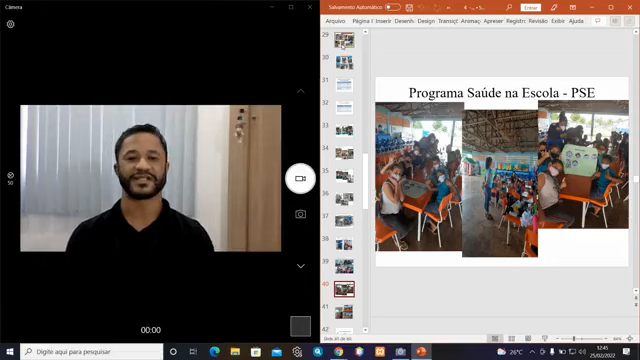 Câmera
Salvamento Automático
Entrar
Arquivo
Página I
Inserir
Desenh
Design
Transiç
Animaç
Apreser
Registro
Revisão
Exibir
Ajuda
29
30
31
32
33
34
35
36
37
38
39
40
41
42
Programa Saúde na Escola - PSE
50
00:00
Digite aqui para pesquisar
26°C
12:45
25/02/2022